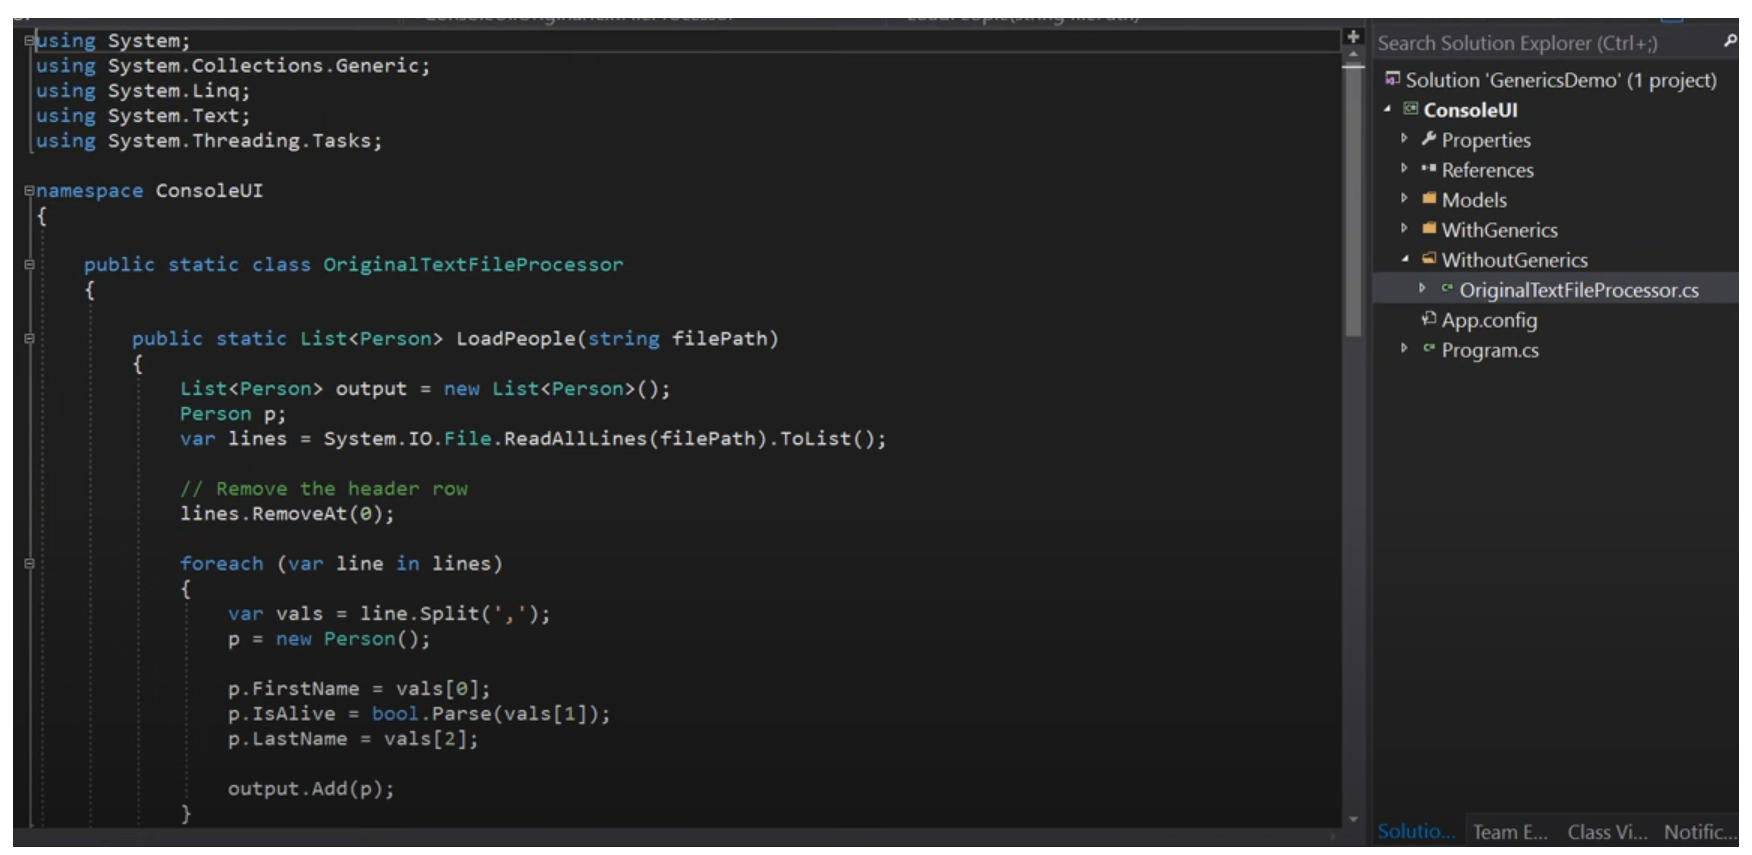 using System;
using System.Collections.Generic;
using System.Linq;
using System.Text;
using System.Threading.Tasks;
namespace ConsoleUI
{
public static class OriginalTextFileProcessor
{
public static List<Person> LoadPeople(string filePath)
{
List<Person> output = new List<Person>();
Person p;
var lines = System.IO.File.ReadAllLines(filePath).ToList();
// Remove the header row
lines.RemoveAt(0);
foreach (var line in lines)
{
var vals = line.Split(',');
p = new Person();
p.FirstName = vals[0];
p.IsAlive = bool.Parse(vals[1]);
p.LastName = vals[2];
output.Add(p);
}
Search Solution Explorer (Ctrl+;)
Solution 'GenericsDemo' (1 project)
ConsoleUI
Properties
References
Models
WithGenerics
WithoutGenerics
OriginalTextFileProcessor.cs
App.config
Program.cs
Solutio... Team E... Class Vi... Notific...